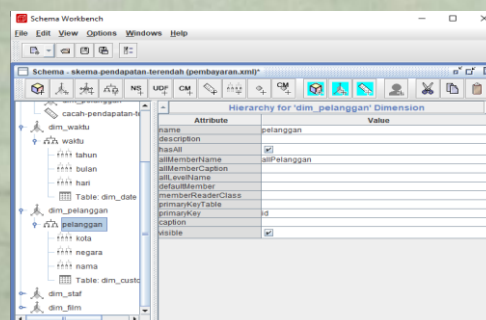 Schema Workbench
File Edit View Options Windows Help
Schema - skema-pendapatan-terendah (pembayaran.xml)*
NS UDF CM CM
Hierarchy for 'dim_pelanggan' Dimension
Attribute Value
dim_pelanggan
cacah-pendapatan-t
dim_waktu
waktu
tahun
bulan
hari
Table: dim_date
dim_pelanggan
pelanggan
kota
negara
nama
Table: dim_custo
dim_staf
dim_film
name pelanggan
description
hasAll
allMemberName allPelanggan
allMemberCaption
allLevelName
defaultMember
memberReaderClass
primaryKeyTable
primaryKey id
caption
visible